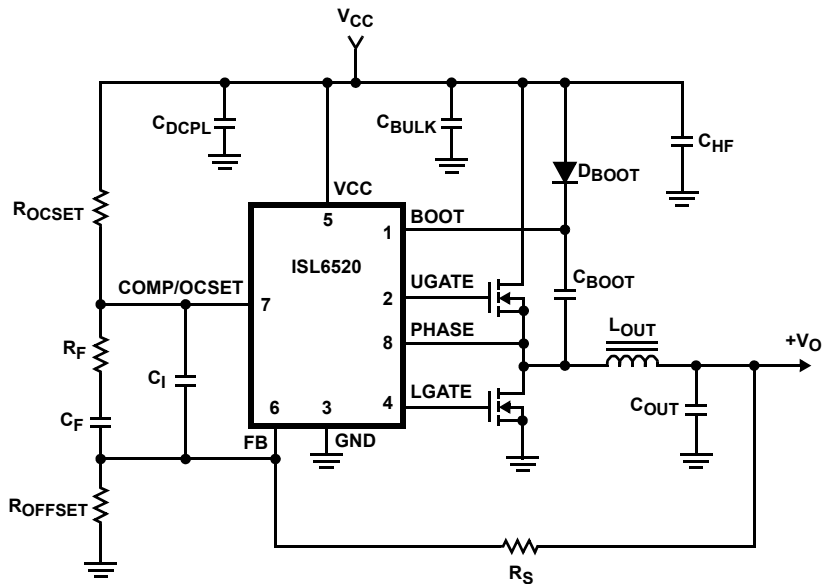 VCC
CDCPL
CBULK
CHF
DBOOT
ROCSET
VCC
5
BOOT
1
ISL6520
CBOOT
COMP/OCSET
7
UGATE
2
PHASE
8
LOUT
+VO
RF
CI
LGATE
4
COUT
CF
6
3
FB
GND
ROFFSET
RS